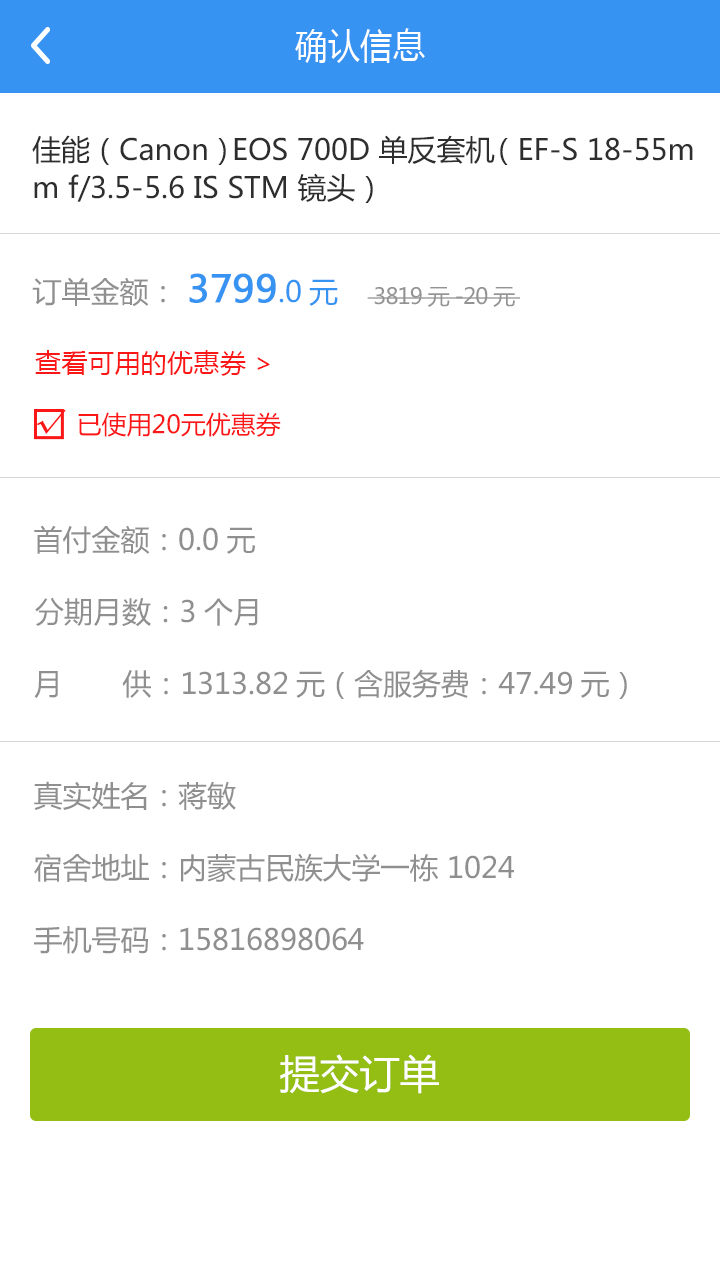 确认信息
佳能（Canon）EOS 700D 单反套机（EF-S 18-55m
m f/3.5-5.6 IS STM 镜头）
订单金额：3799.0 元 3819 元 -20 元
查看可用的优惠券 >
已使用20元优惠券
首付金额：0.0 元
分期月数：3 个月
月 供：1313.82 元（含服务费：47.49 元）
真实姓名：蒋敏
宿舍地址：内蒙古民族大学一栋 1024
手机号码：15816898064
提交订单